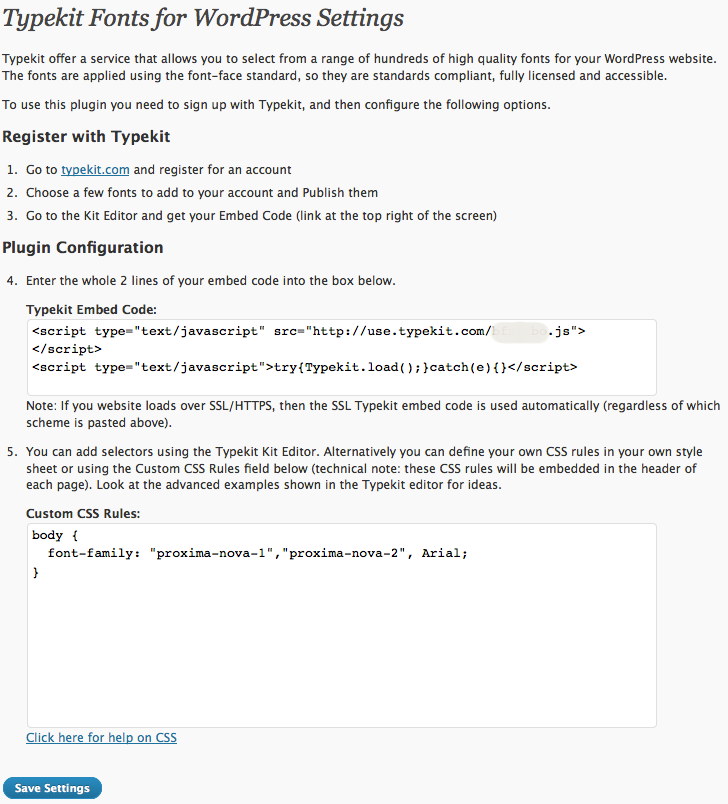 Typekit Fonts for WordPress Settings
Typekit offer a service that allows you to select from a range of hundreds of high quality fonts for your WordPress website.
The fonts are applied using the font-face standard, so they are standards compliant, fully licensed and accessible.
To use this plugin you need to sign up with Typekit, and then configure the following options.
Register with Typekit
1. Go to typekit.com and register for an account
2. Choose a few fonts to add to your account and Publish them
3. Go to the Kit Editor and get your Embed Code (link at the top right of the screen)
Plugin Configuration
4. Enter the whole 2 lines of your embed code into the box below.
Typekit Embed Code:
<script type="text/javascript" src="http://use.typekit.com/ .js">
</script>
<script type="text/javascript">try{Typekit.load();}catch(e){}</script>
Note: If you website loads over SSL/HTTPS, then the SSL Typekit embed code is used automatically (regardless of which
scheme is pasted above).
5. You can add selectors using the Typekit Kit Editor. Alternatively you can define your own CSS rules in your own style
sheet or using the Custom CSS Rules field below (technical note: these CSS rules will be embedded in the header of
each page). Look at the advanced examples shown in the Typekit editor for ideas.
Custom CSS Rules:
body {
  font-family: "proxima-nova-1","proxima-nova-2", Arial;
}
Click here for help on CSS
Save Settings